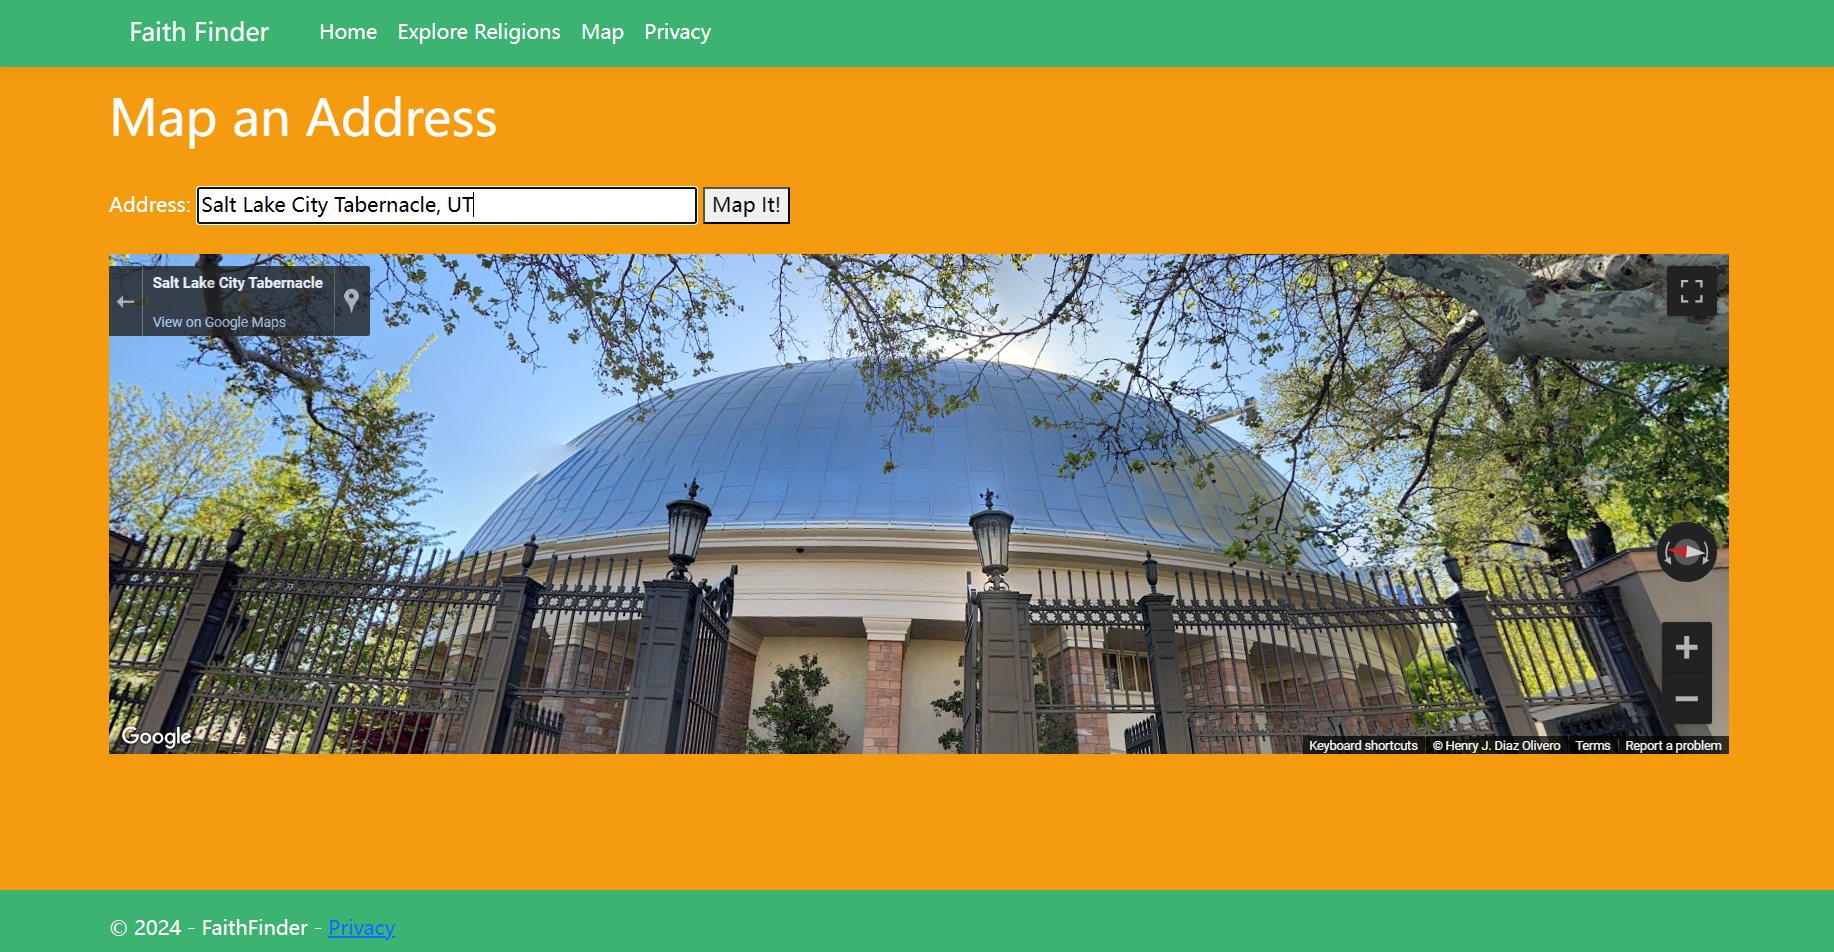 Faith Finder Home Explore Religions Map Privacy
Map an Address
Address: Salt Lake City Tabernacle, UT Map It!
Salt Lake City Tabernacle
View on Google Maps
Google
Keyboard shortcuts © Henry J. Diaz Olivero Terms Report a problem
© 2024 - FaithFinder - Privacy